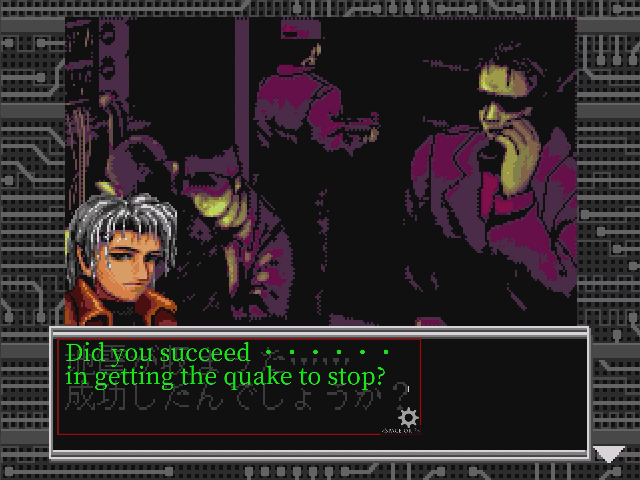 Did you succeed ・・・・・・
in getting the quake to stop?
成功したんでしょうか？